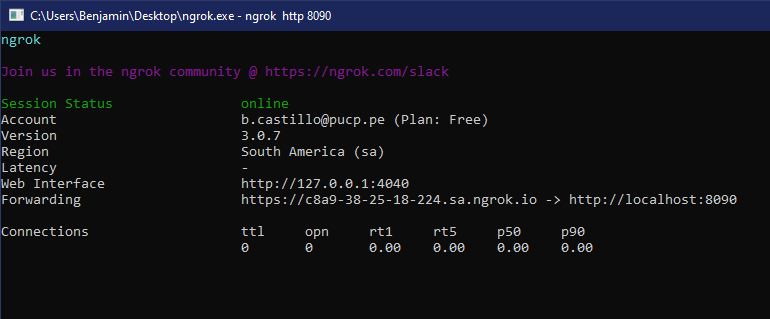 C:\Users\Benjamin\Desktop\ngrok.exe - ngrok  http 8090
ngrok
Join us in the ngrok community @ https://ngrok.com/slack
Session Status                online
Account                       b.castillo@pucp.pe (Plan: Free)
Version                       3.0.7
Region                        South America (sa)
Latency                       -
Web Interface                 http://127.0.0.1:4040
Forwarding                    https://c8a9-38-25-18-224.sa.ngrok.io -> http://localhost:8090
Connections                   ttl     opn     rt1     rt5     p50     p90
                              0       0       0.00    0.00    0.00    0.00